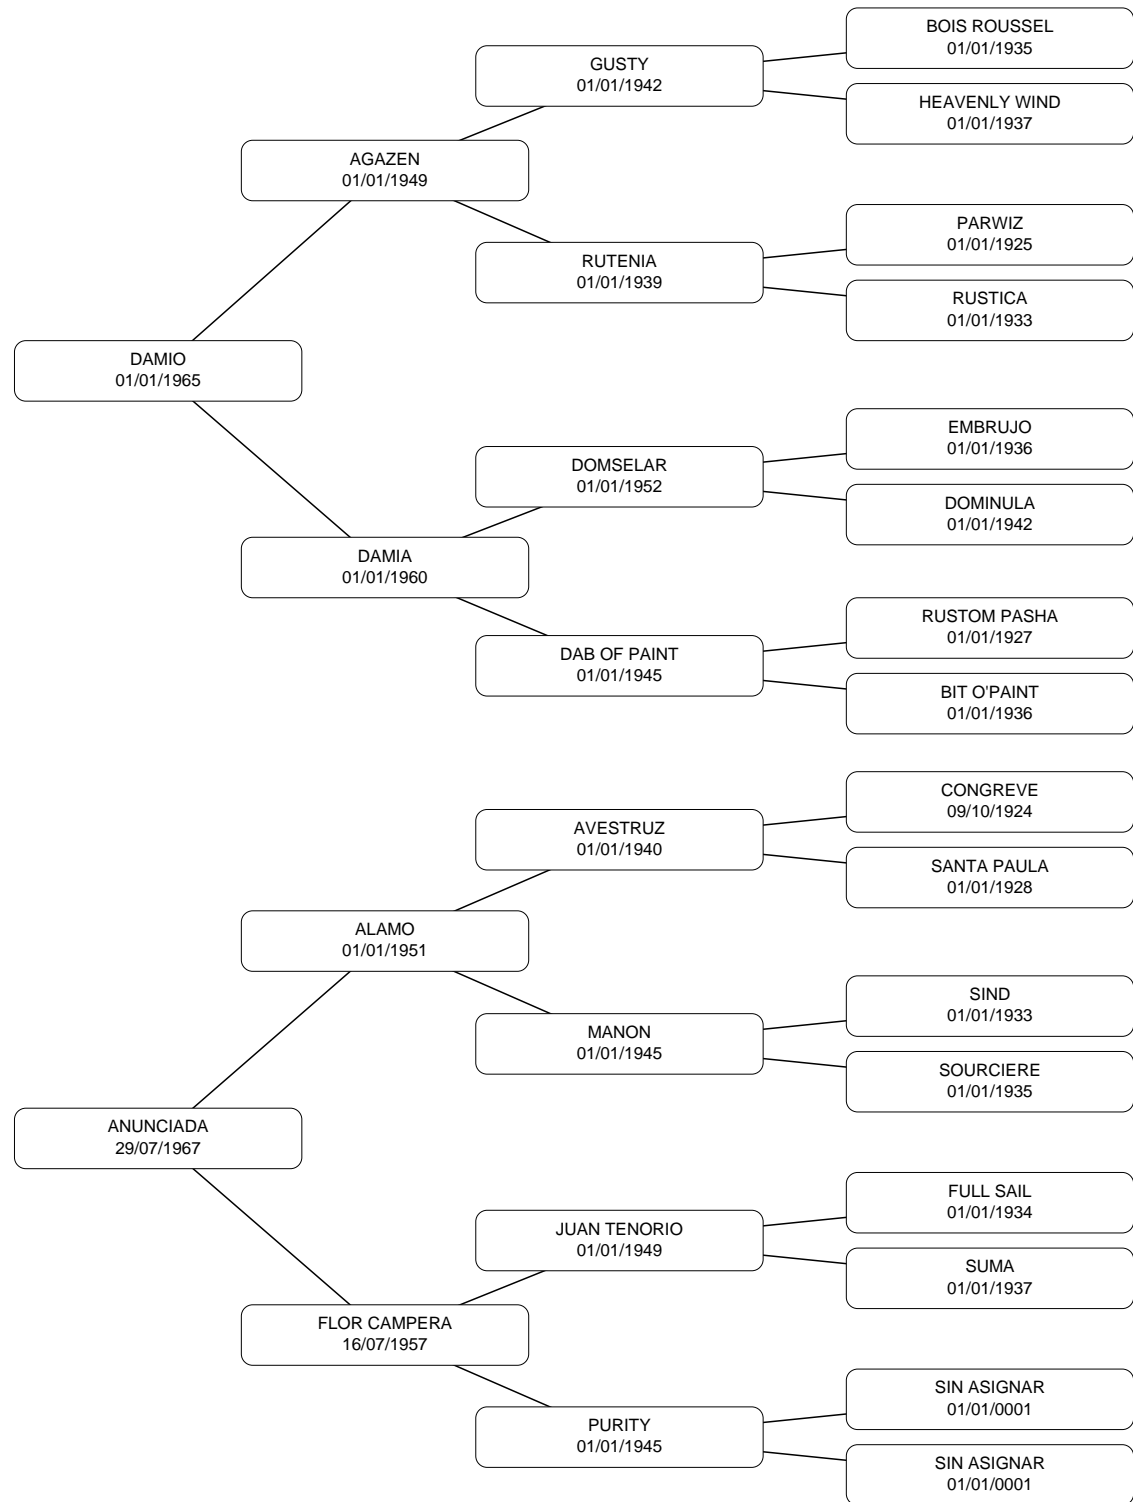 BOIS ROUSSEL
01/01/1935
GUSTY
01/01/1942
HEAVENLY WIND
01/01/1937
AGAZEN
01/01/1949
PARWIZ
01/01/1925
RUTENIA
01/01/1939
RUSTICA
01/01/1933
DAMIO
01/01/1965
EMBRUJO
01/01/1936
DOMSELAR
01/01/1952
DOMINULA
01/01/1942
DAMIA
01/01/1960
RUSTOM PASHA
01/01/1927
DAB OF PAINT
01/01/1945
BIT O'PAINT
01/01/1936
CONGREVE
09/10/1924
AVESTRUZ
01/01/1940
SANTA PAULA
01/01/1928
ALAMO
01/01/1951
SIND
01/01/1933
MANON
01/01/1945
SOURCIERE
01/01/1935
ANUNCIADA
29/07/1967
FULL SAIL
01/01/1934
JUAN TENORIO
01/01/1949
SUMA
01/01/1937
FLOR CAMPERA
16/07/1957
SIN ASIGNAR
01/01/0001
PURITY
01/01/1945
SIN ASIGNAR
01/01/0001